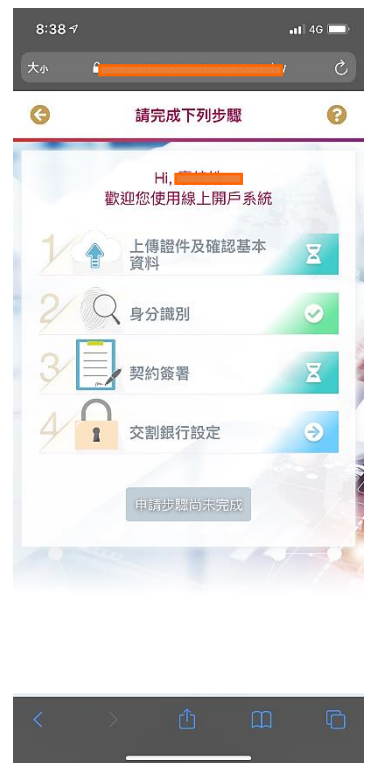 8:38
4G
大小
請完成下列步驟
?
Hi,
歡迎您使用線上開戶系統
1
上傳證件及確認基本
資料
2
身分識別
3
契約簽署
4
交割銀行設定
申請步驟尚未完成